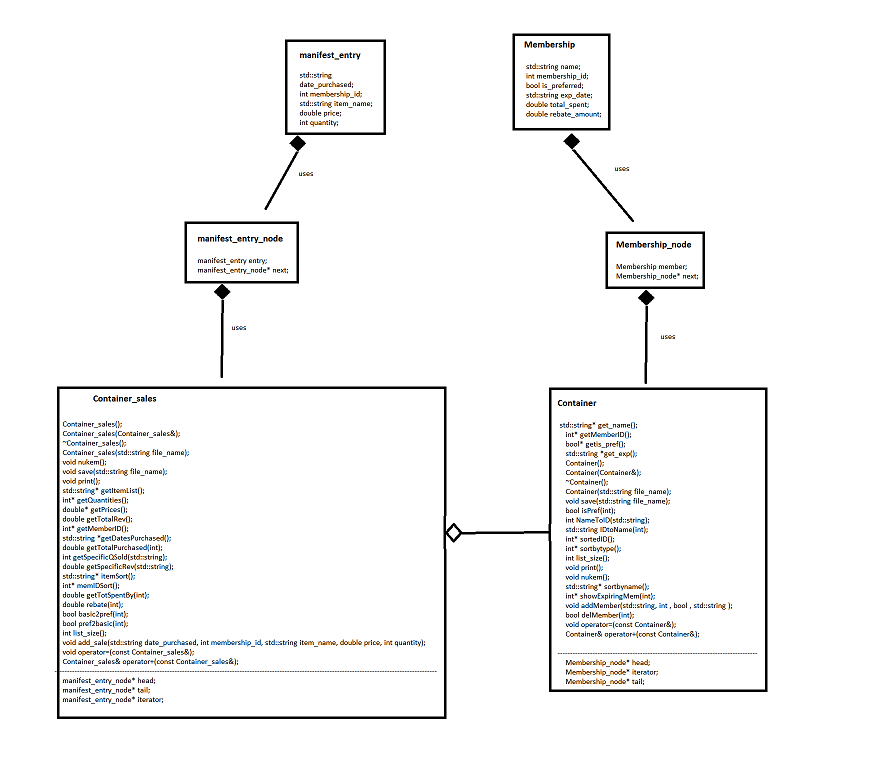 manifest_entry
std::string
date_purchased;
int membership_id;
std::string item_name;
double price;
int quantity;
uses
Membership
std::string name;
int membership_id;
bool is_preferred;
std::string exp_date;
double total_spent;
double rebate_amount;
uses
manifest_entry_node
manifest_entry entry;
manifest_entry_node* next;
uses
Membership_node
Membership member;
Membership_node* next;
uses
Container_sales
Container_sales();
Container_sales(Container_sales&);
~Container_sales();
Container_sales(std::string file_name);
void nukem();
void save(std::string file_name);
void print();
std::string* getItemList();
int* getQuantities();
double* getPrices();
double getTotalRev();
int* getMemberID();
std::string *getDatesPurchased();
double getTotalPurchased(int);
int getSpecificQSold(std::string);
double getSpecificRev(std::string);
std::string* itemSort();
int* memIDSort();
double getTotSpentBy(int);
double rebate(int);
bool basic2pref(int);
bool pref2basic(int);
int list_size();
void add_sale(std::string date_purchased, int membership_id, std::string item_name, double price, int quantity);
void operator=(const Container_sales&);
Container_sales& operator+(const Container_sales&);
manifest_entry_node* head;
manifest_entry_node* tail;
manifest_entry_node* iterator;
Container
std::string* get_name();
int* getMemberID();
bool* getis_pref();
std::string *get_exp();
Container();
Container(Container&);
~Container();
Container(std::string file_name);
void save(std::string file_name);
bool isPref(int);
int NameToID(std::string);
std::string IDtoName(int);
int* sortedID();
int* sortbytype();
int list_size();
void print();
void nukem();
std::string* sortbyname();
int* showExpiringMem(int);
void addMember(std::string, int , bool , std::string );
bool delMember(int);
void operator=(const Container&);
Container& operator+(const Container&);
Membership_node* head;
Membership_node* iterator;
Membership_node* tail;